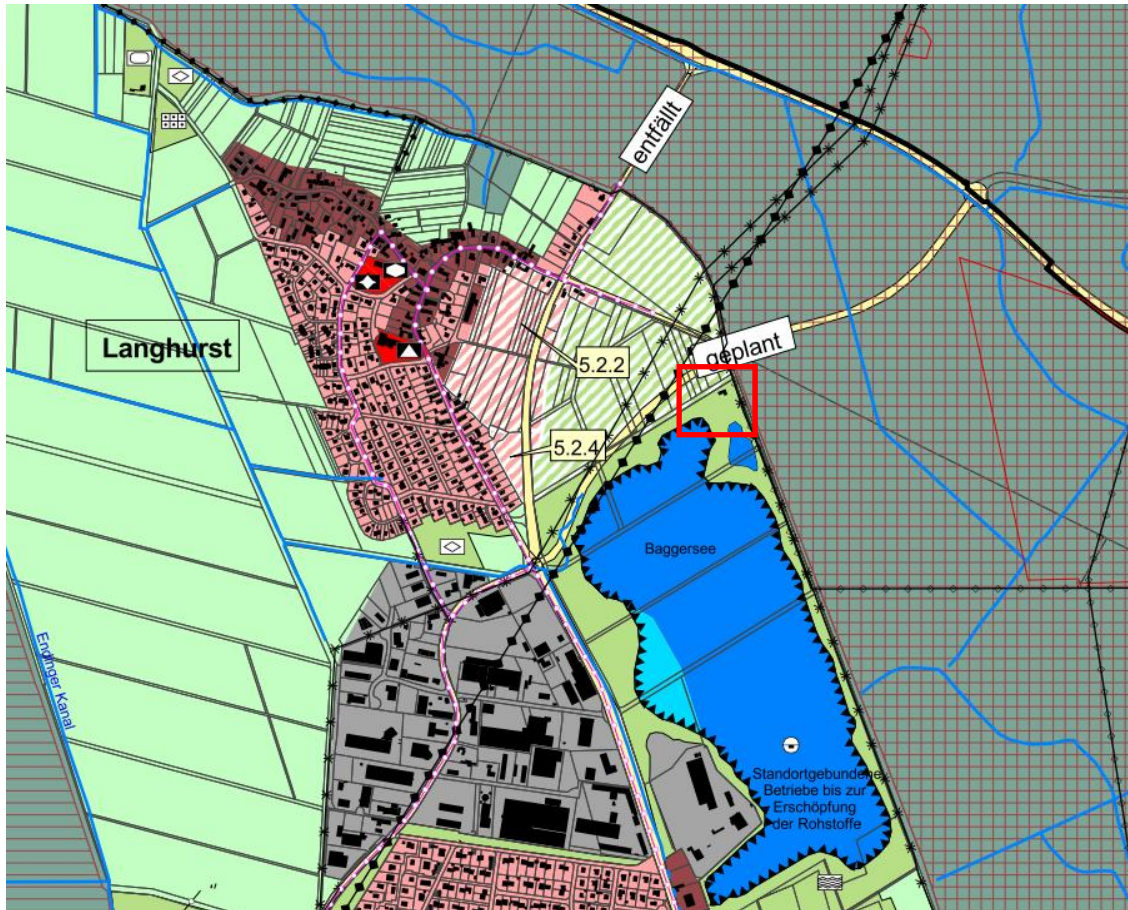 entfällt
Langhurst
geplant
5.2.2
5.2.4
Baggersee
Endinger Kanal
Standortgebundene
Betriebe bis zur
Erschöpfung
der Rohstoffe